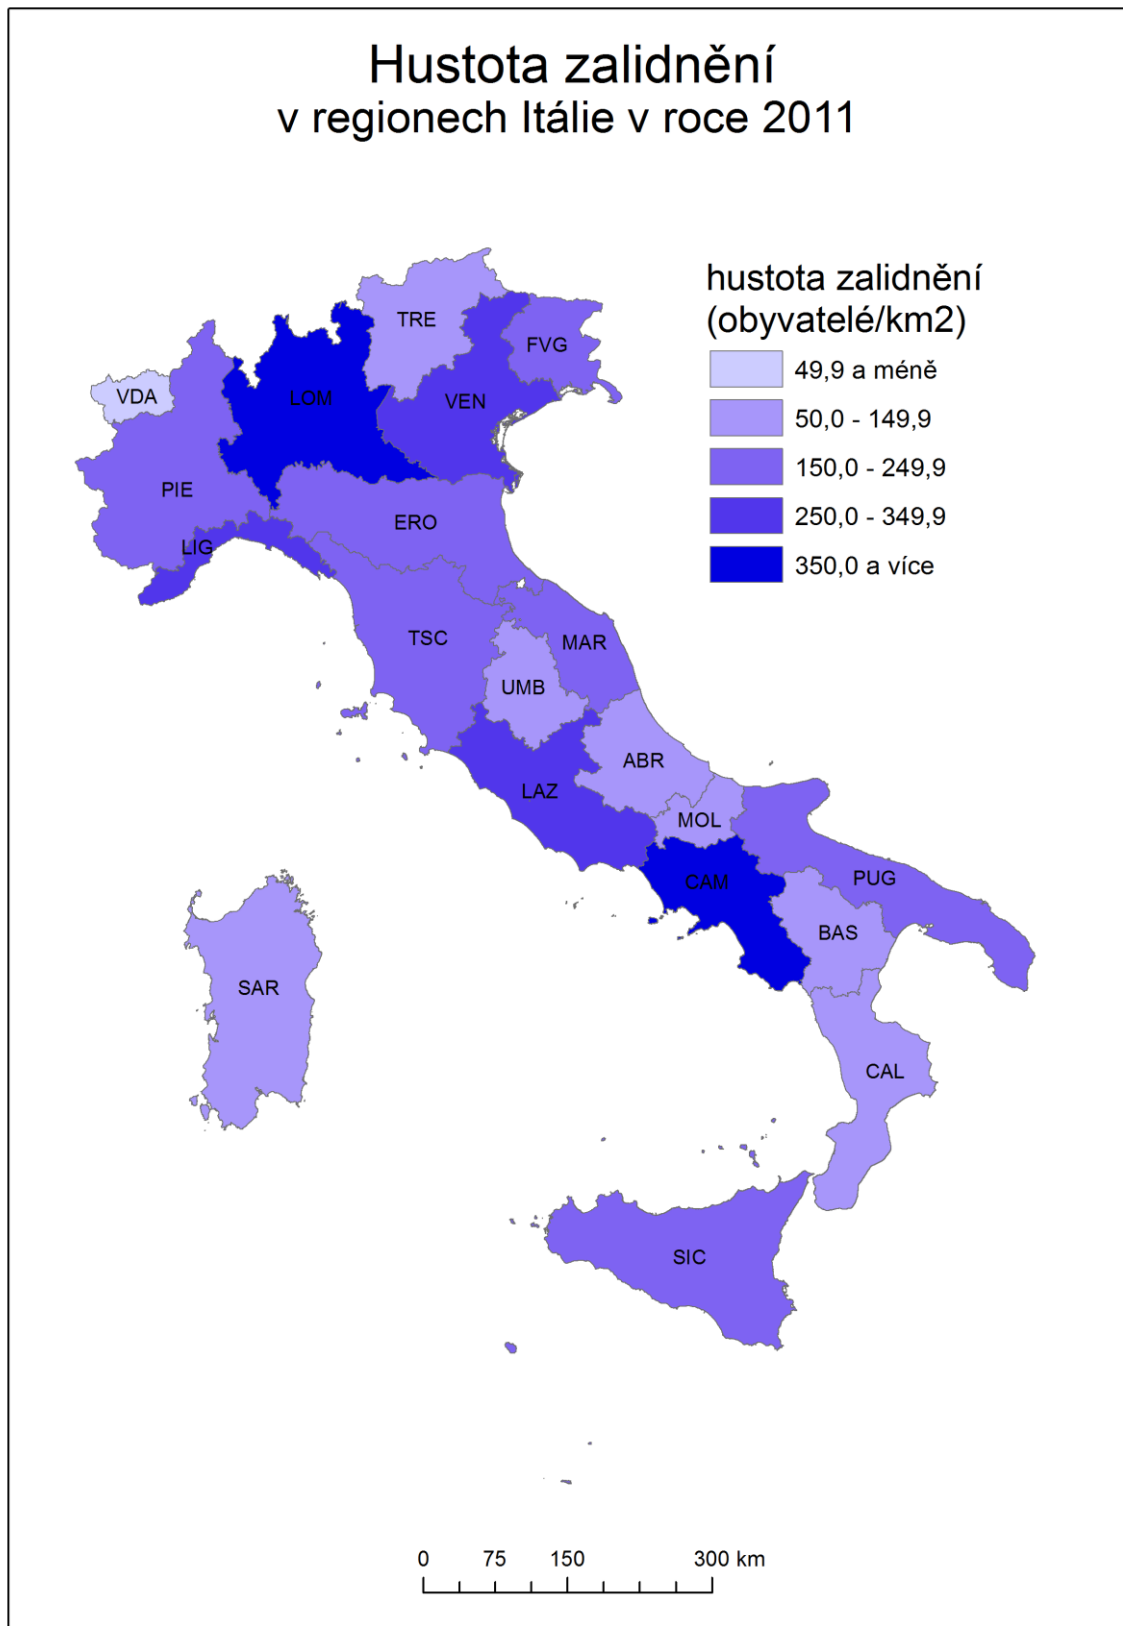 Hustota zalidnění
v regionech Itálie v roce 2011
hustota zalidnění
(obyvatelé/km2)
49,9 a méně
50,0 - 149,9
150,0 - 249,9
250,0 - 349,9
350,0 a více
TRE
FVG
VDA
LOM
VEN
PIE
ERO
LIG
TSC
MAR
UMB
ABR
LAZ
MOL
CAM
PUG
BAS
SAR
CAL
SIC
0 75 150 300 km